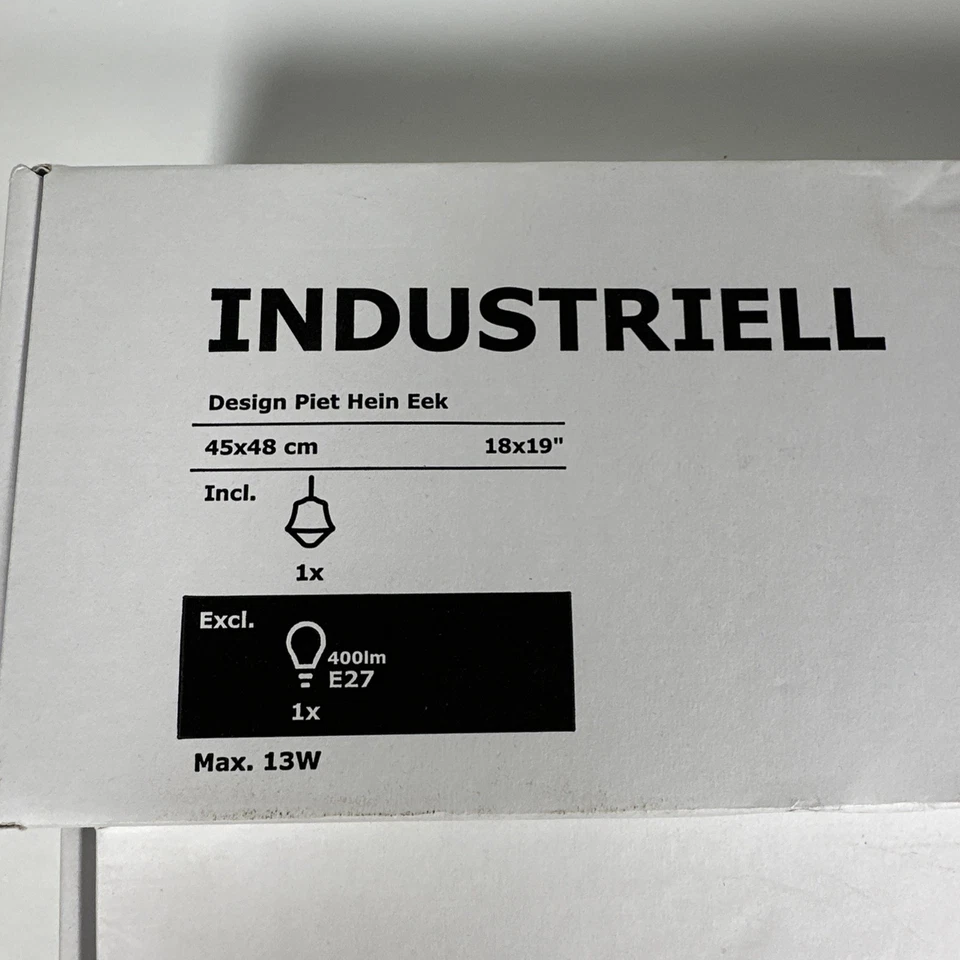 INDUSTRIELL
Design Piet Hein Eek
45x48 cm 18x19"
Incl.
1x
Excl.
400lm
E27
1x
Max. 13W